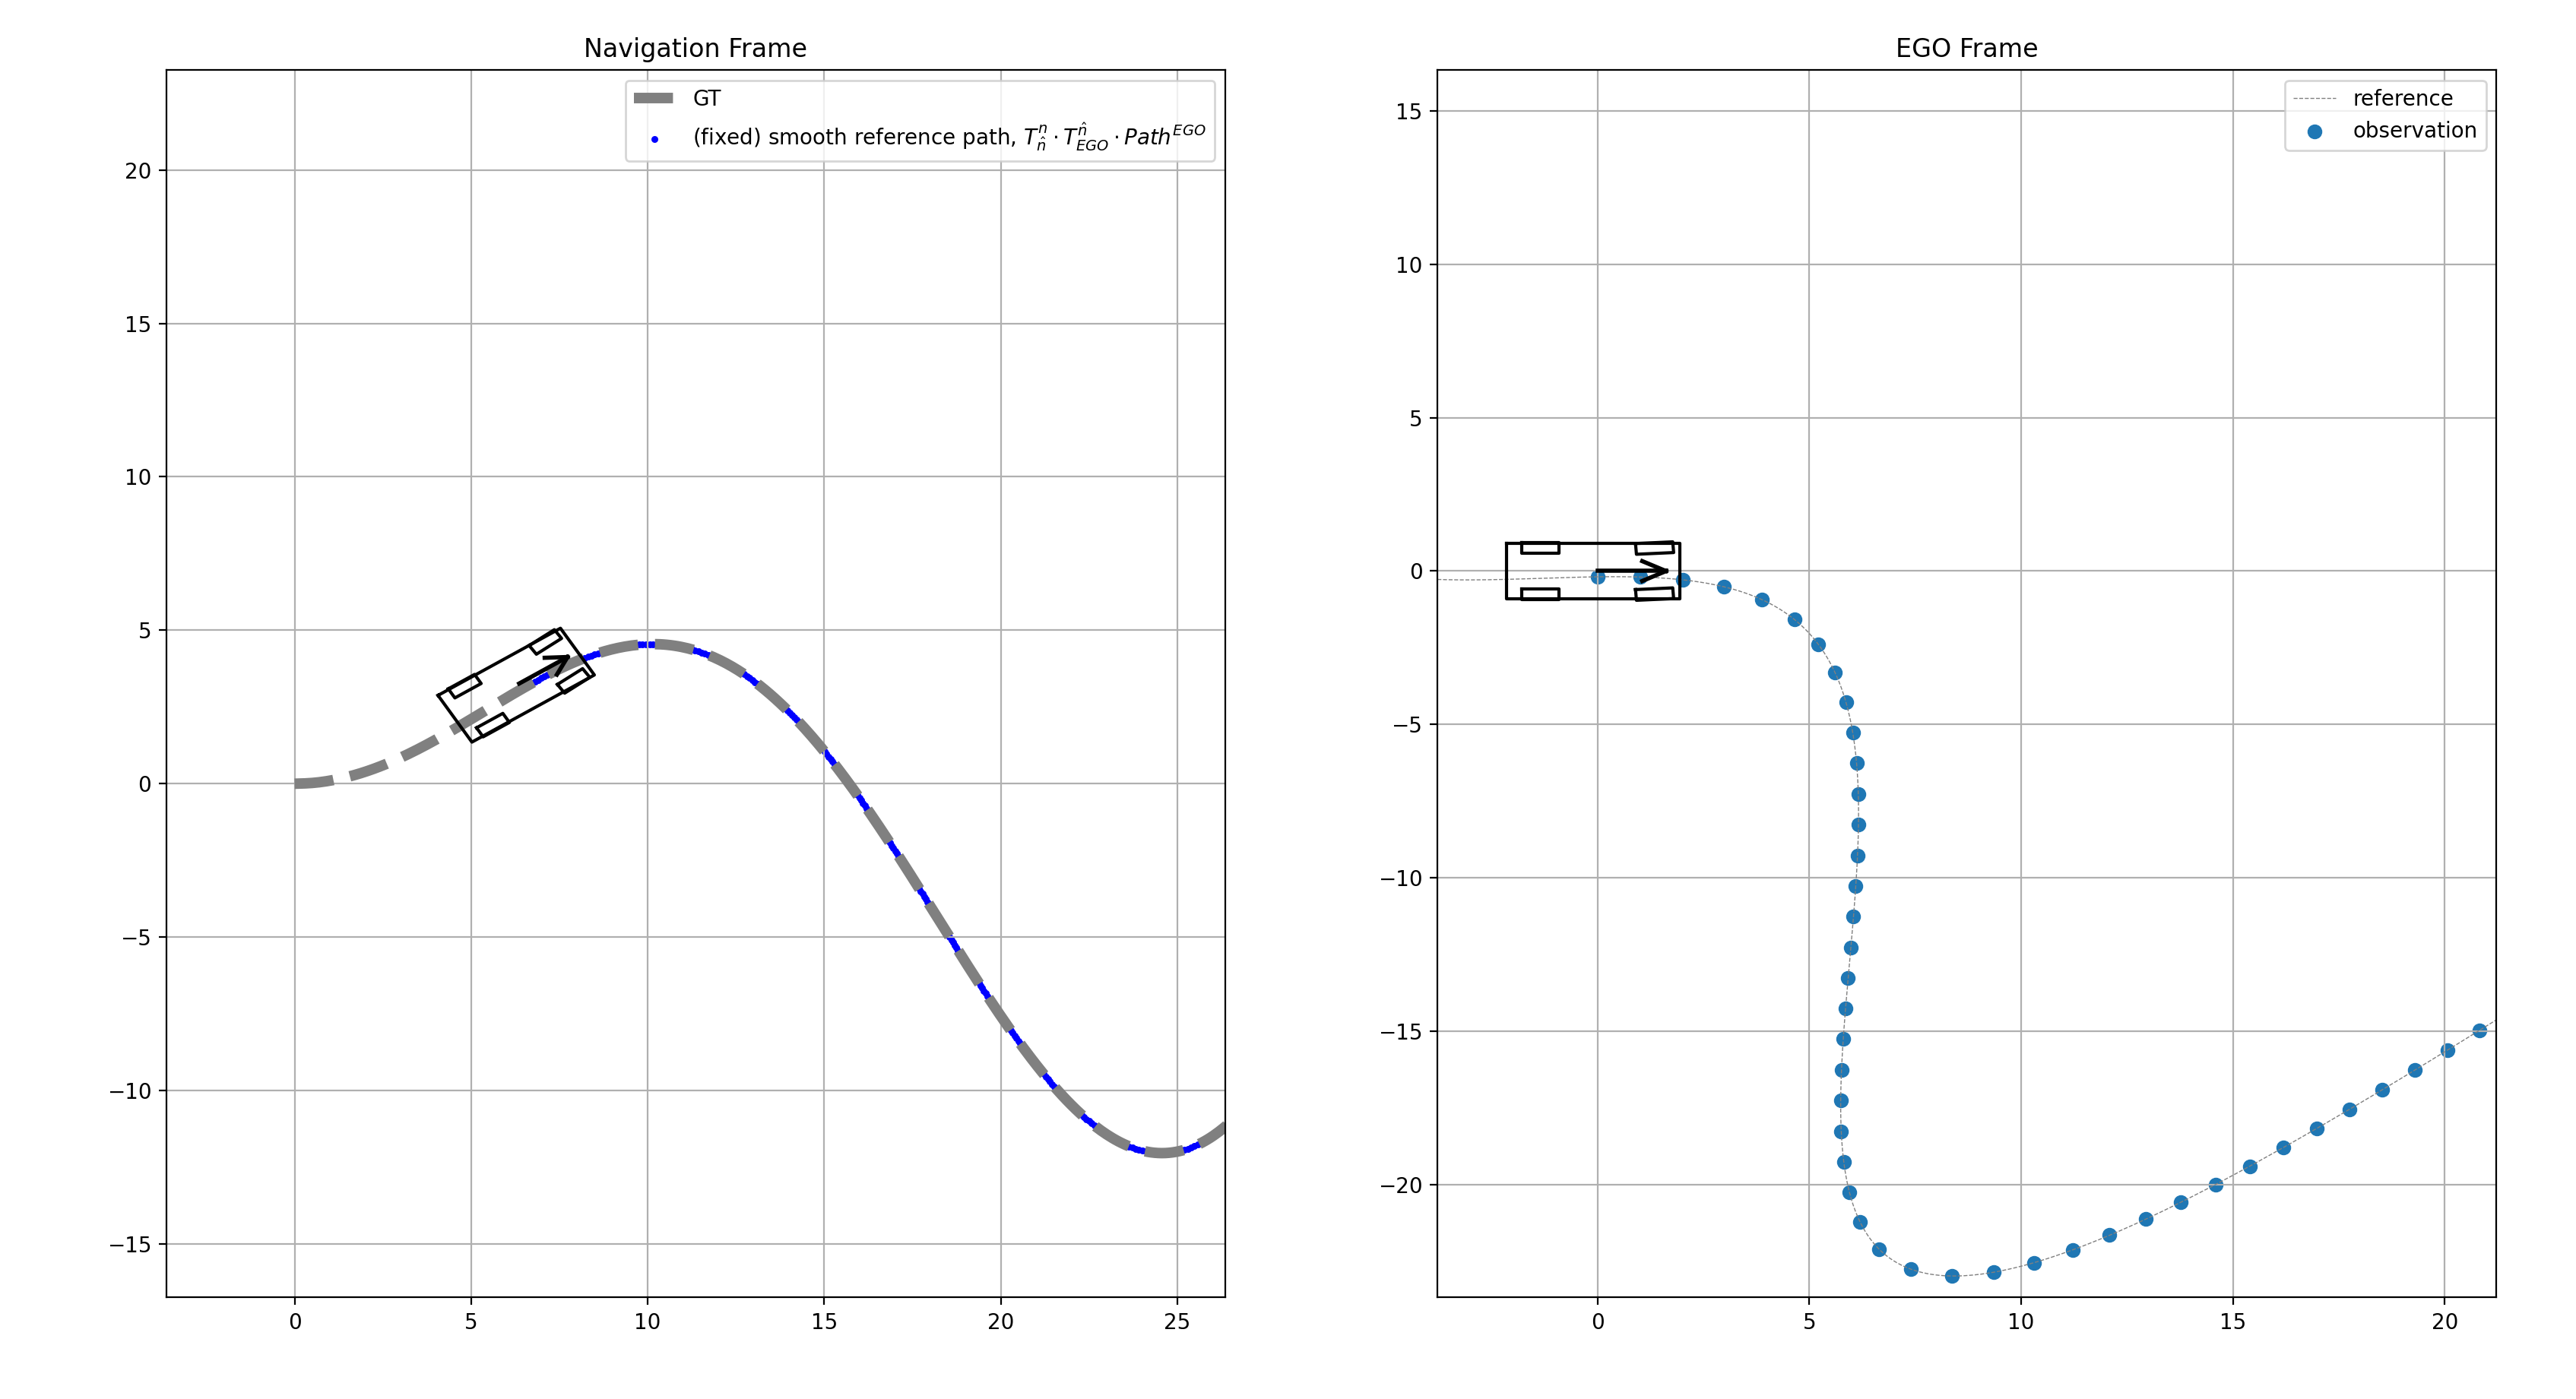 Navigation Frame
GT
(fixed) smooth reference path, $T_{\hat{n}}^{n} \cdot T_{EGO}^{\hat{n}} \cdot Path^{EGO}$
20
15
10
5
0
−5
−10
−15
0 5 10 15 20 25
EGO Frame
reference
observation
15
10
5
0
−5
−10
−15
−20
0 5 10 15 20